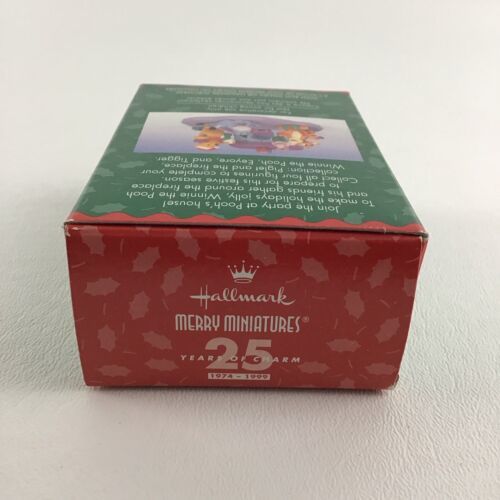 Hallmark
MERRY MINIATURES®
25
YEARS OF CHARM
1974 - 1999
Join the party at Pooh's house!
To make the holidays jolly, Winnie the Pooh
and his friends gather around the fireplace
to prepare for this festive season.
Collect all four figurines to complete your
collection: Piglet and the fireplace,
Winnie the Pooh, Eeyore, and Tigger.